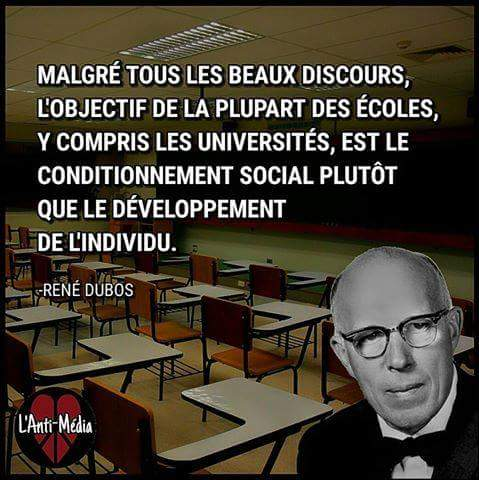 MALGRÉ TOUS LES BEAUX DISCOURS,
L'OBJECTIF DE LA PLUPART DES ÉCOLES,
Y COMPRIS LES UNIVERSITÉS, EST LE
CONDITIONNEMENT SOCIAL PLUTÔT
QUE LE DÉVELOPPEMENT
DE L'INDIVIDU.
-RENÉ DUBOS
L'Anti-Média